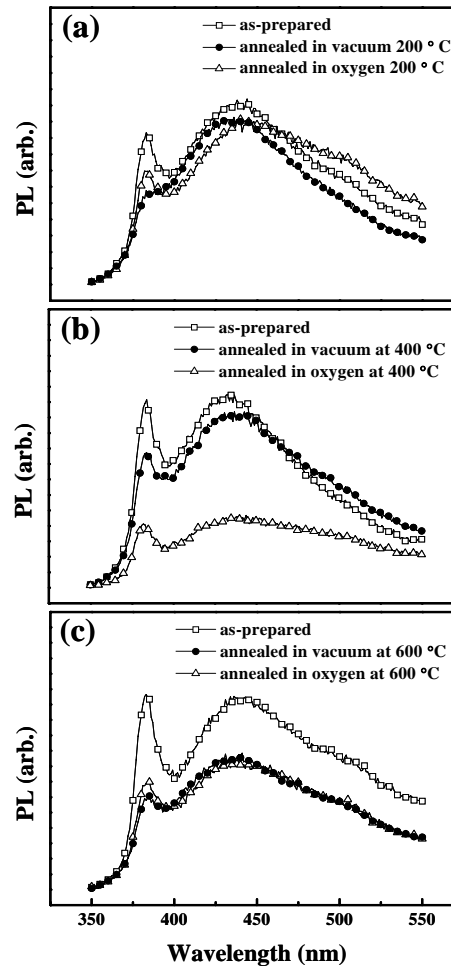 (a)
as-prepared
annealed in vacuum 200 ° C
annealed in oxygen 200 ° C
PL (arb.)
(b)
as-prepared
annealed in vacuum at 400 °C
annealed in oxygen at 400 °C
PL (arb.)
(c)
as-prepared
annealed in vacuum at 600 °C
annealed in oxygen at 600 °C
PL (arb.)
350 400 450 500 550
Wavelength (nm)